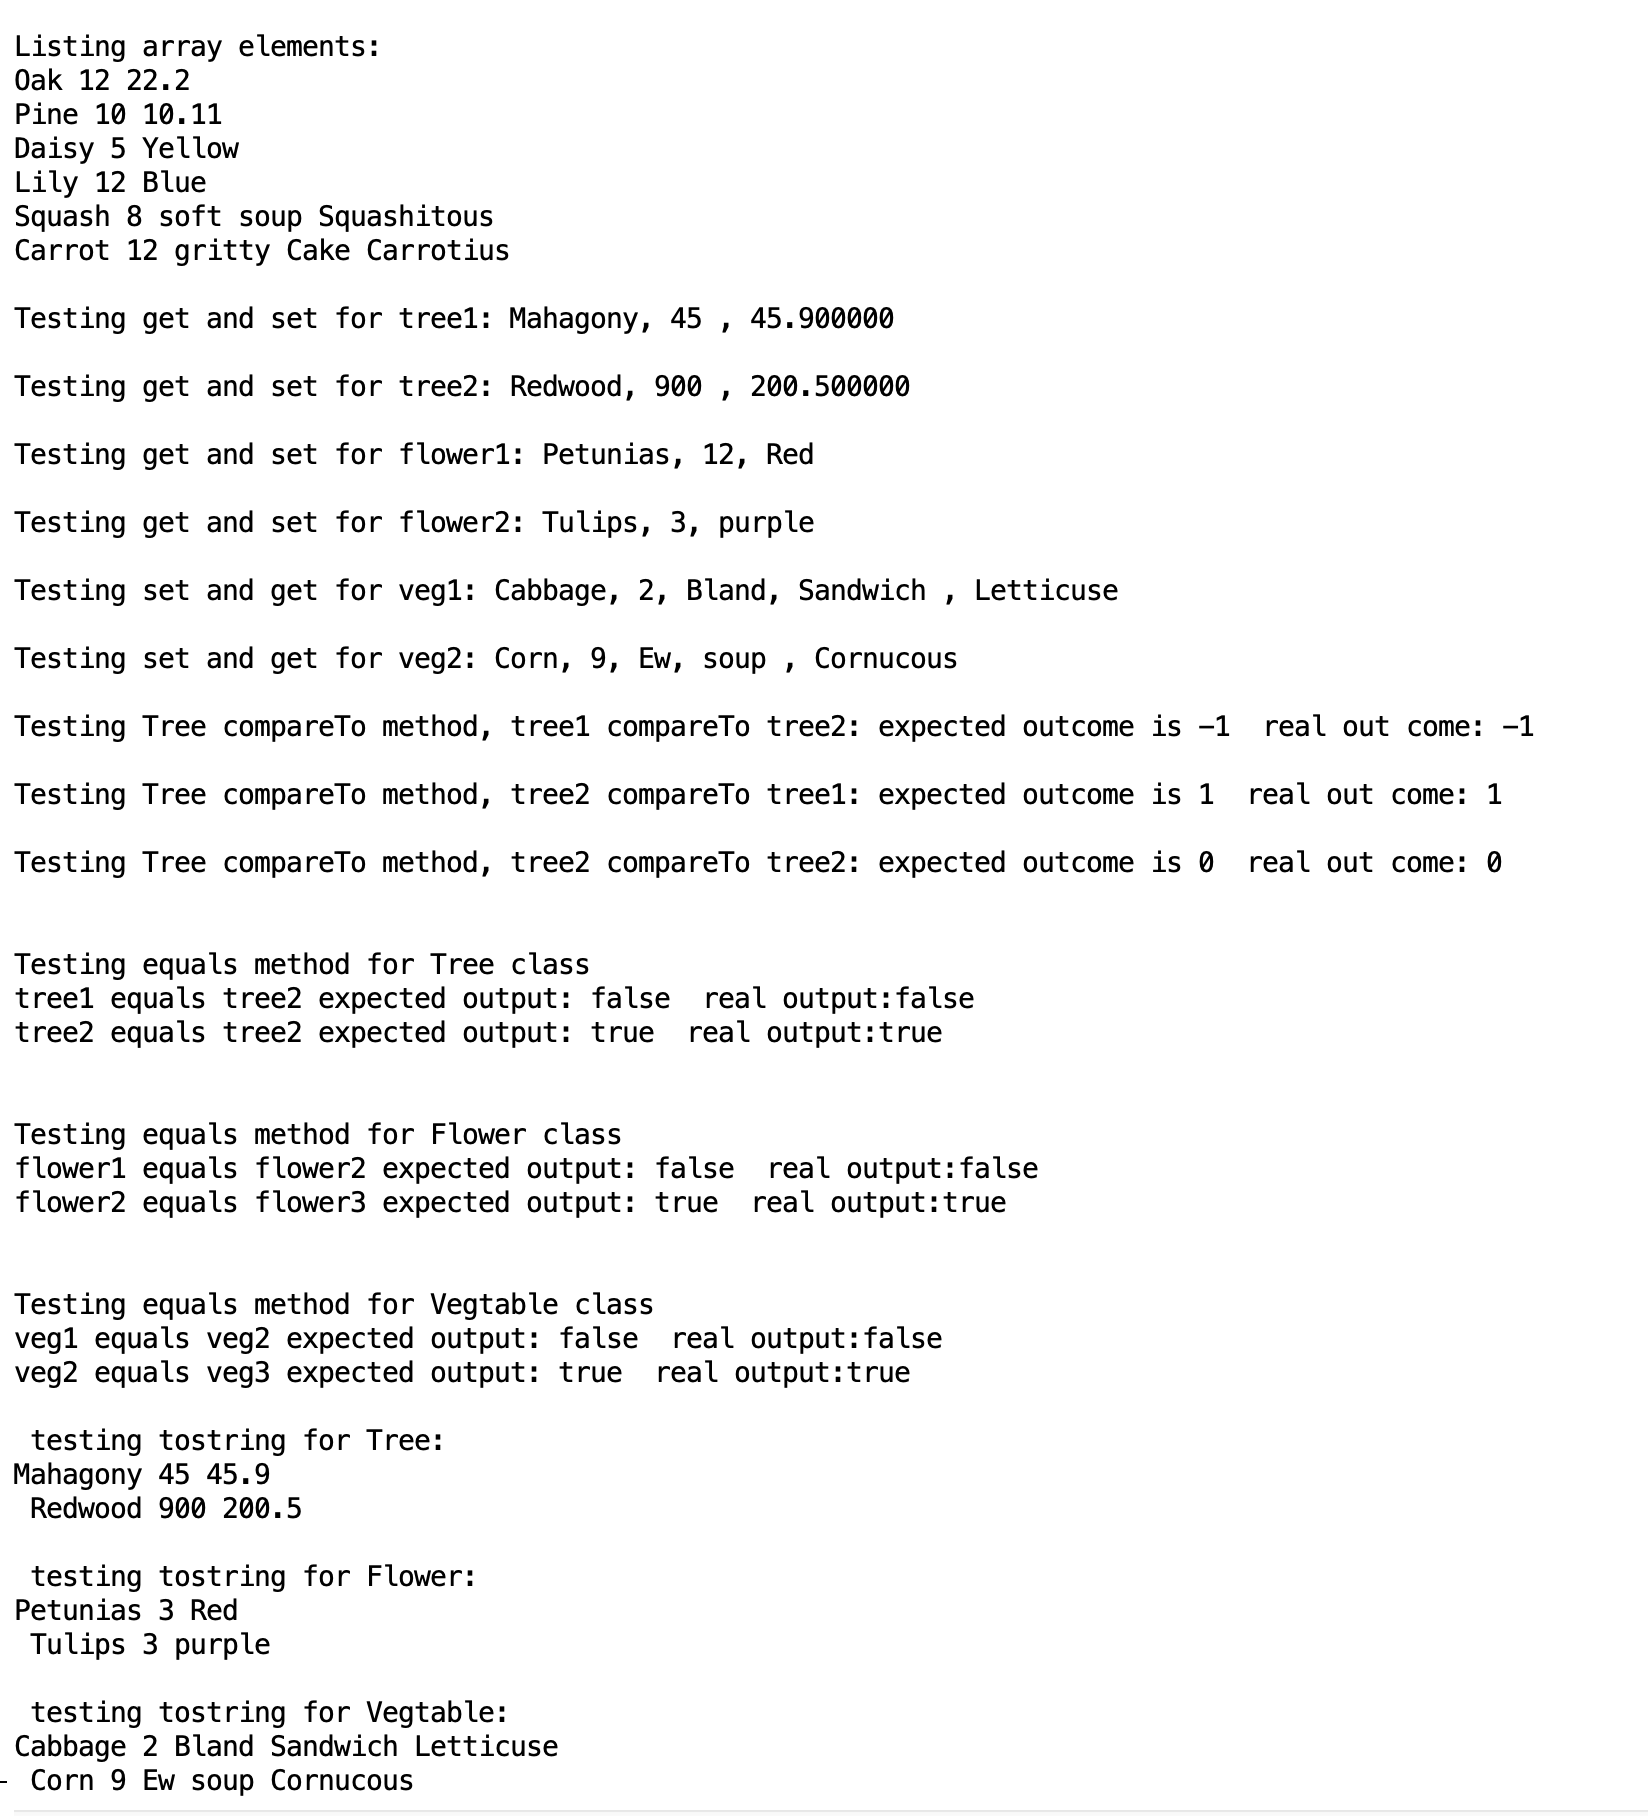 Listing array elements:
Oak 12 22.2
Pine 10 10.11
Daisy 5 Yellow
Lily 12 Blue
Squash 8 soft soup Squashitous
Carrot 12 gritty Cake Carrotius
Testing get and set for tree1: Mahagony, 45 , 45.900000
Testing get and set for tree2: Redwood, 900 , 200.500000
Testing get and set for flower1: Petunias, 12, Red
Testing get and set for flower2: Tulips, 3, purple
Testing set and get for veg1: Cabbage, 2, Bland, Sandwich , Letticuse
Testing set and get for veg2: Corn, 9, Ew, soup , Cornucous
Testing Tree compareTo method, tree1 compareTo tree2: expected outcome is -1  real out come: -1
Testing Tree compareTo method, tree2 compareTo tree1: expected outcome is 1  real out come: 1
Testing Tree compareTo method, tree2 compareTo tree2: expected outcome is 0  real out come: 0
Testing equals method for Tree class
tree1 equals tree2 expected output: false  real output:false
tree2 equals tree2 expected output: true  real output:true
Testing equals method for Flower class
flower1 equals flower2 expected output: false  real output:false
flower2 equals flower3 expected output: true  real output:true
Testing equals method for Vegtable class
veg1 equals veg2 expected output: false  real output:false
veg2 equals veg3 expected output: true  real output:true
 testing tostring for Tree:
Mahagony 45 45.9
 Redwood 900 200.5
 testing tostring for Flower:
Petunias 3 Red
 Tulips 3 purple
 testing tostring for Vegtable:
Cabbage 2 Bland Sandwich Letticuse
 Corn 9 Ew soup Cornucous